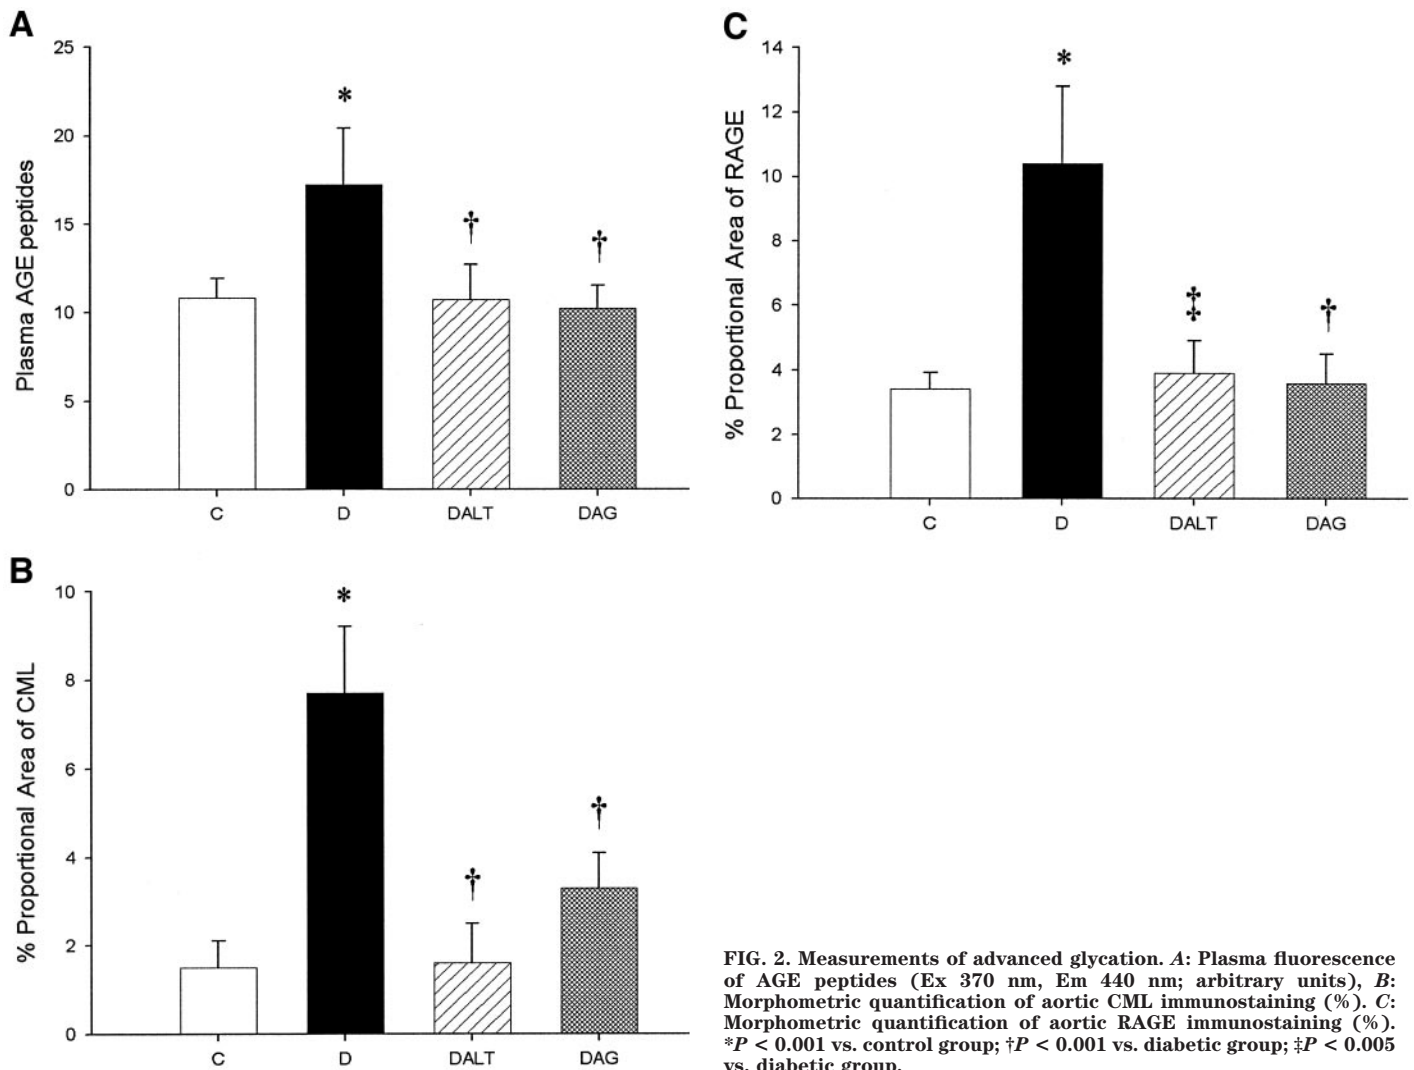 A
25
20
15
10
5
0
Plasma AGE peptides
*
†
†
C D DALT DAG
B
10
8
6
4
2
0
% Proportional Area of CML
*
†
†
C D DALT DAG
C
14
12
10
8
6
4
2
0
% Proportional Area of RAGE
*
‡
†
C D DALT DAG
FIG. 2. Measurements of advanced glycation. A: Plasma fluorescence
of AGE peptides (Ex 370 nm, Em 440 nm; arbitrary units), B:
Morphometric quantification of aortic CML immunostaining (%). C:
Morphometric quantification of aortic RAGE immunostaining (%).
*P < 0.001 vs. control group; †P < 0.001 vs. diabetic group; ‡P < 0.005
vs. diabetic group.